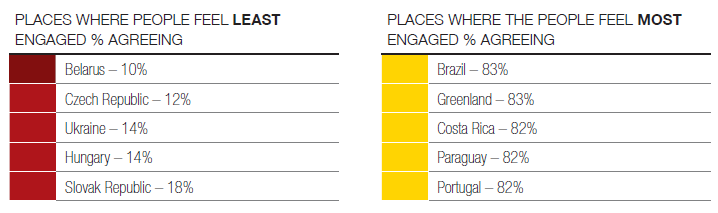 PLACES WHERE PEOPLE FEEL LEAST
ENGAGED % AGREEING
Belarus – 10%
Czech Republic – 12%
Ukraine – 14%
Hungary – 14%
Slovak Republic – 18%
PLACES WHERE THE PEOPLE FEEL MOST
ENGAGED % AGREEING
Brazil – 83%
Greenland – 83%
Costa Rica – 82%
Paraguay – 82%
Portugal – 82%